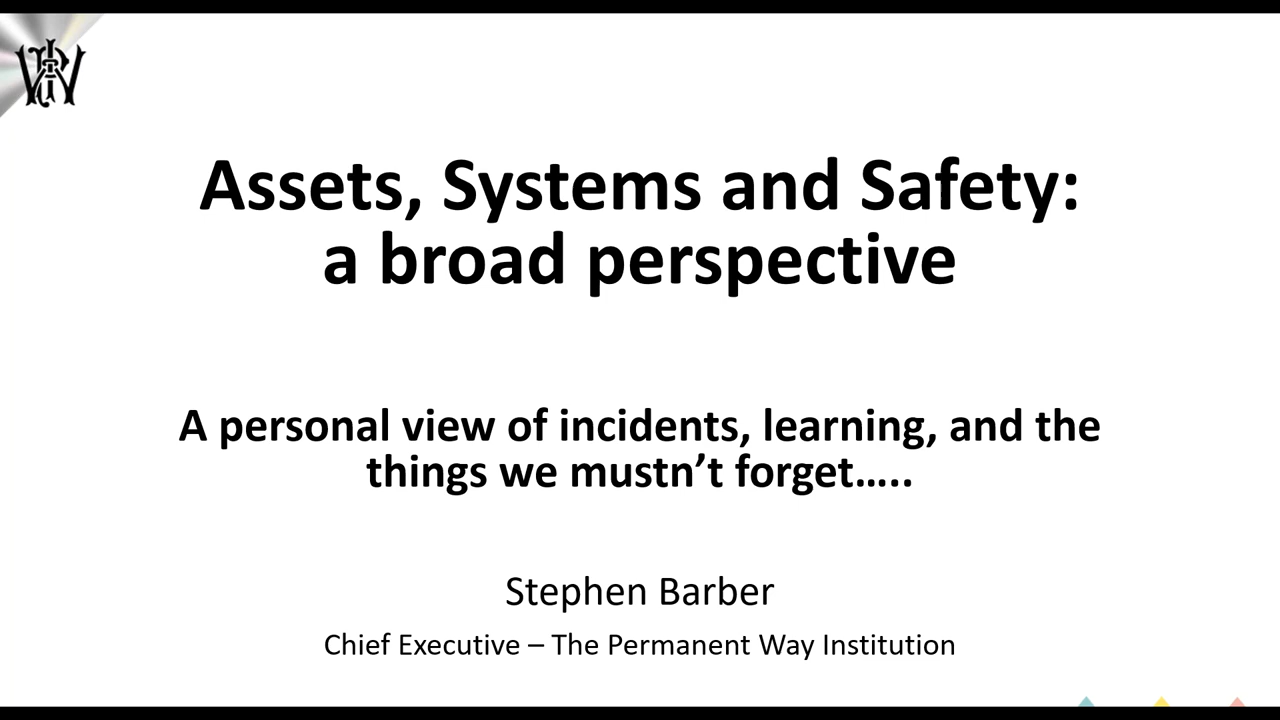 Assets, Systems and Safety:
a broad perspective
A personal view of incidents, learning, and the
things we mustn’t forget…..
Stephen Barber
Chief Executive – The Permanent Way Institution